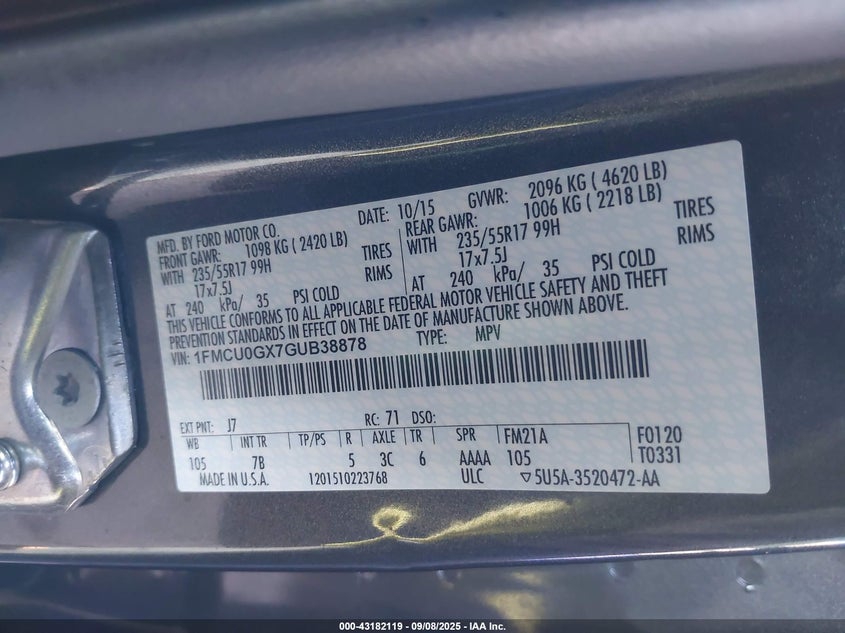 MFD. BY FORD MOTOR CO. DATE: 10/15 GVWR: 2096 KG ( 4620 LB)
FRONT GAWR: 1098 KG ( 2420 LB) REAR GAWR: 1006 KG ( 2218 LB)
WITH 235/55R17 99H TIRES WITH 235/55R17 99H TIRES
17x7.5J RIMS 17x7.5J RIMS
AT 240 kPa/ 35 PSI COLD AT 240 kPa/ 35 PSI COLD
THIS VEHICLE CONFORMS TO ALL APPLICABLE FEDERAL MOTOR VEHICLE SAFETY AND THEFT
PREVENTION STANDARDS IN EFFECT ON THE DATE OF MANUFACTURE SHOWN ABOVE.
VIN: 1FMCU0GX7GUB38878 TYPE: MPV
EXT PNT: J7 RC: 71 DSO:
WB INT TR TP/PS R AXLE TR SPR FM21A F0120
105 7B 5 3C 6 AAAA 105 T0331
MADE IN U.S.A. 1201510223768 ULC ▽5U5A-3520472-AA
000-43182119 - 09/08/2025 - IAA Inc.